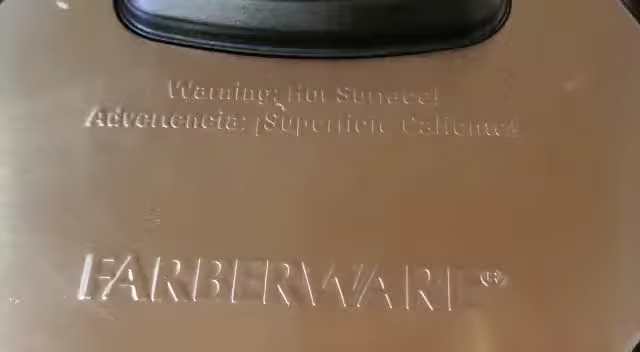 Warning: Hot Surface!
Advertencia: ¡Superficie Caliente!
FARBERWARE®